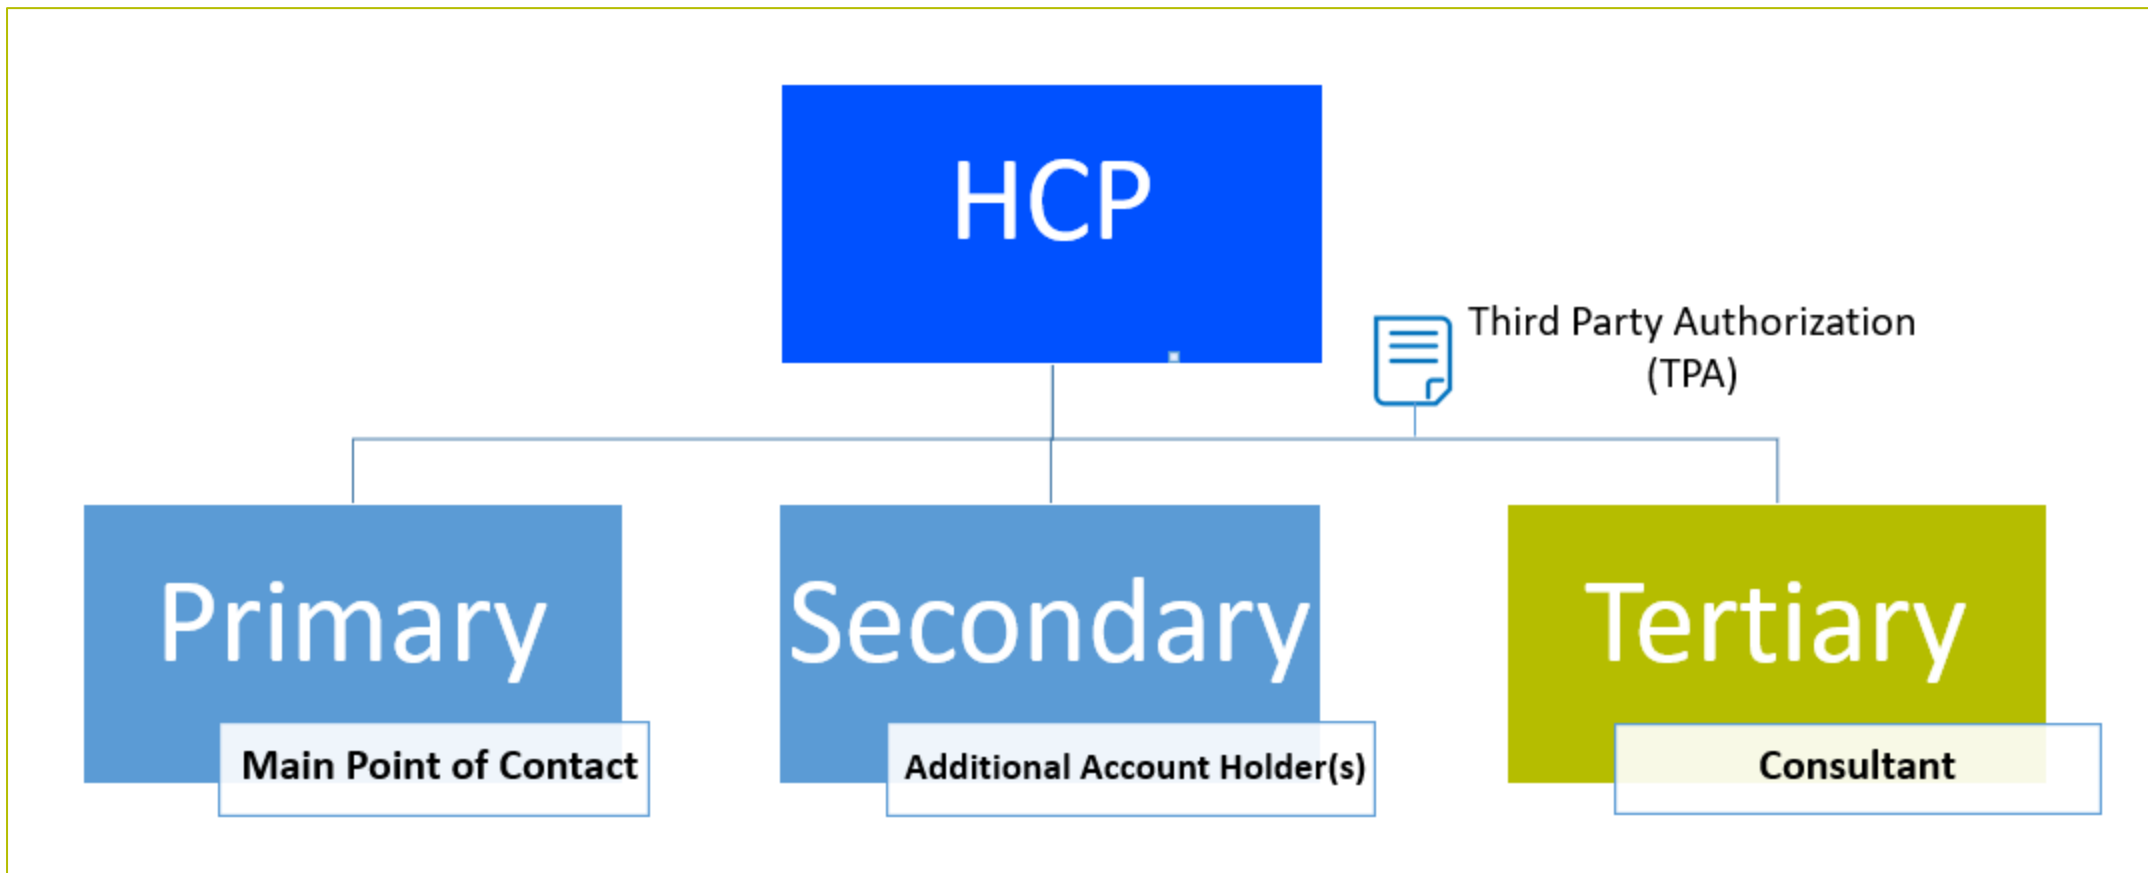 HCP
Third Party Authorization
(TPA)
Primary
Main Point of Contact
Secondary
Additional Account Holder(s)
Tertiary
Consultant